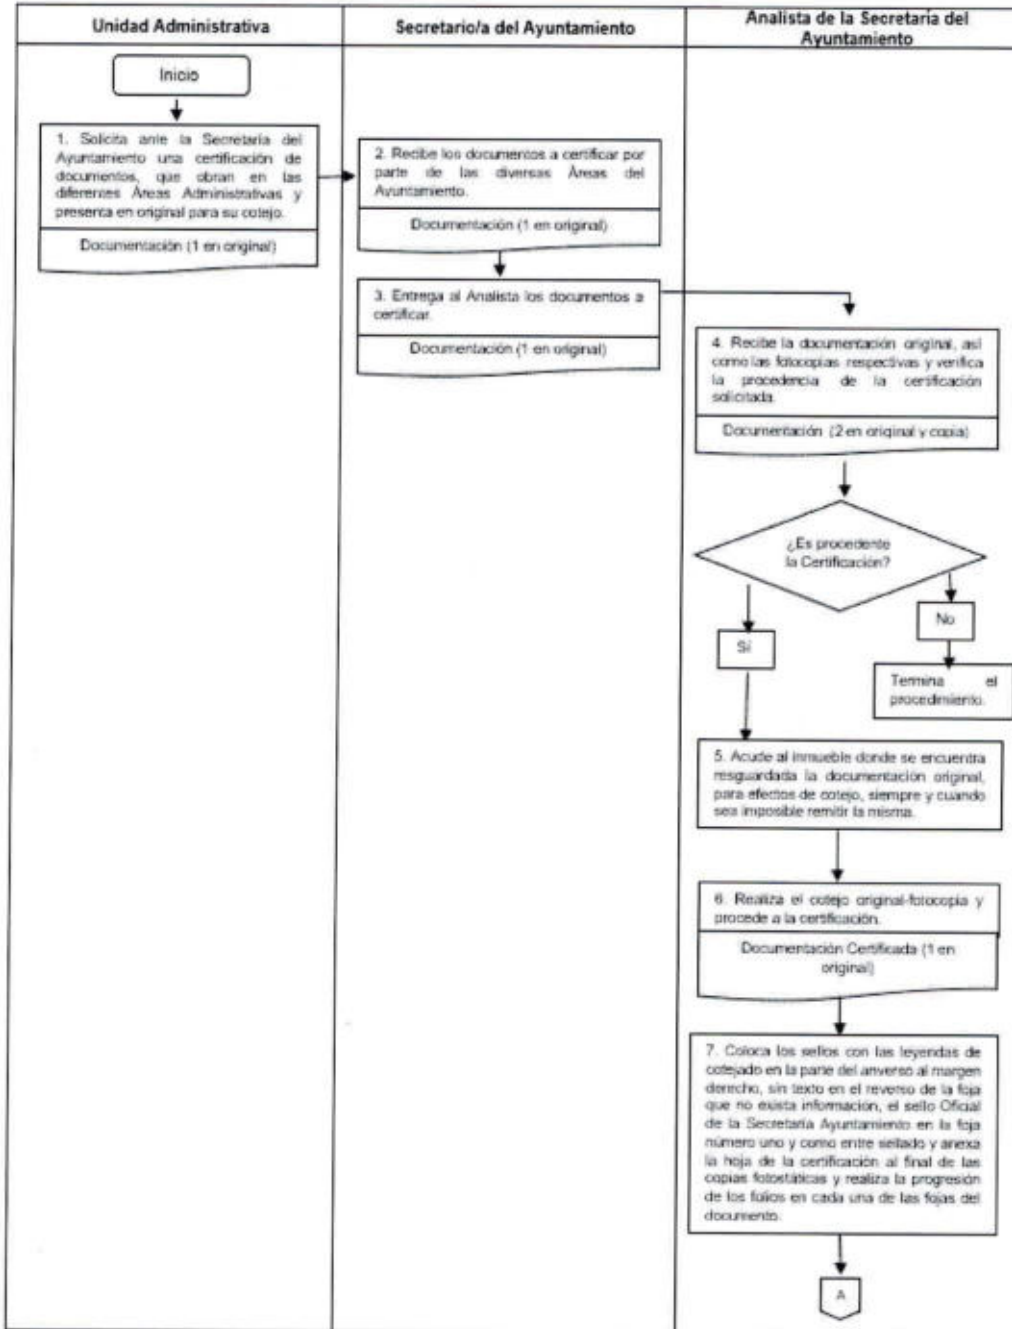 Unidad Administrativa
Secretario/a del Ayuntamiento
Analista de la Secretaría del
Ayuntamiento
Inicio
1. Solicita ante la Secretaría del
Ayuntamiento una certificación de
documentos, que obran en las
diferentes Áreas Administrativas y
presenta en original para su cotejo.
Documentación (1 en original)
2. Recibe los documentos a certificar por
parte de las diversas Áreas del
Ayuntamiento.
Documentación (1 en original)
3. Entrega al Analista los documentos a
certificar.
Documentación (1 en original)
4. Recibe la documentación original, así
como las fotocopias respectivas y verifica
la procedencia de la certificación
solicitada.
Documentación (2 en original y copia)
¿Es procedente
la Certificación?
Sí
No
Termina el
procedimiento.
5. Acude al inmueble donde se encuentra
resguardada la documentación original,
para efectos de cotejo, siempre y cuando
sea imposible remitir la misma.
6. Realiza el cotejo original-fotocopia y
procede a la certificación.
Documentación Certificada (1 en
original)
7. Coloca los sellos con las leyendas de
cotejado en la parte del anverso al margen
derecho, sin texto en el reverso de la foja
que no exista información, el sello Oficial
de la Secretaría Ayuntamiento en la foja
número uno y como entre sellado y anexa
la hoja de la certificación al final de las
copias fotostáticas y realiza la progresión
de los folios en cada una de las fojas del
documento.
A